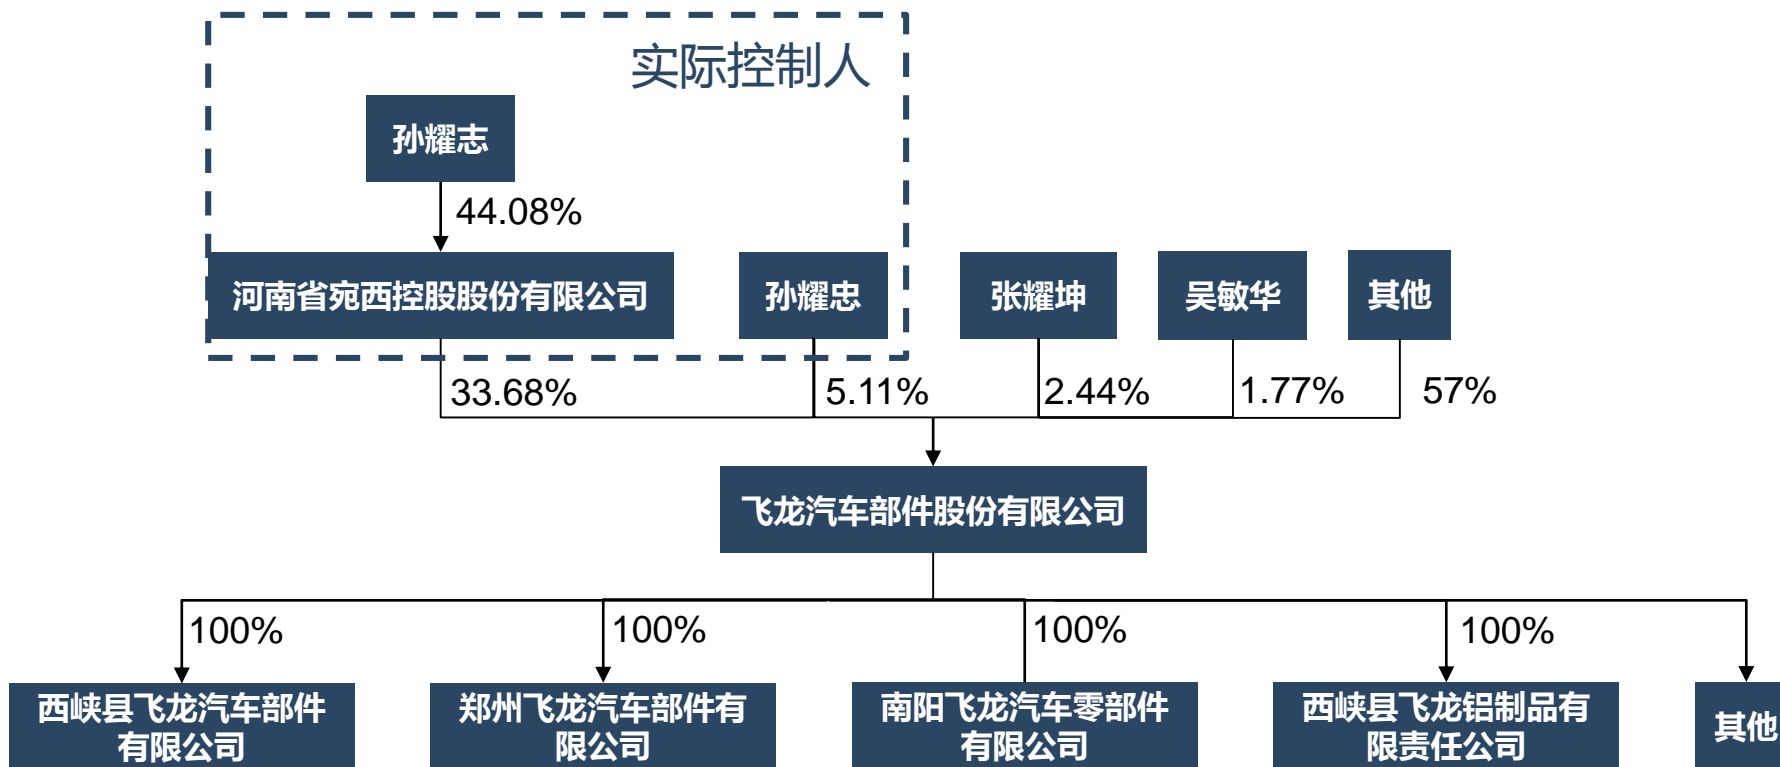 实际控制人
孙耀志
44.08%
河南省宛西控股股份有限公司
孙耀忠
张耀坤
吴敏华
其他
33.68%
5.11%
2.44%
1.77%
57%
飞龙汽车部件股份有限公司
100%
100%
100%
100%
西峡县飞龙汽车部件
有限公司
郑州飞龙汽车部件有
限公司
南阳飞龙汽车零部件
有限公司
西峡县飞龙铝制品有
限责任公司
其他